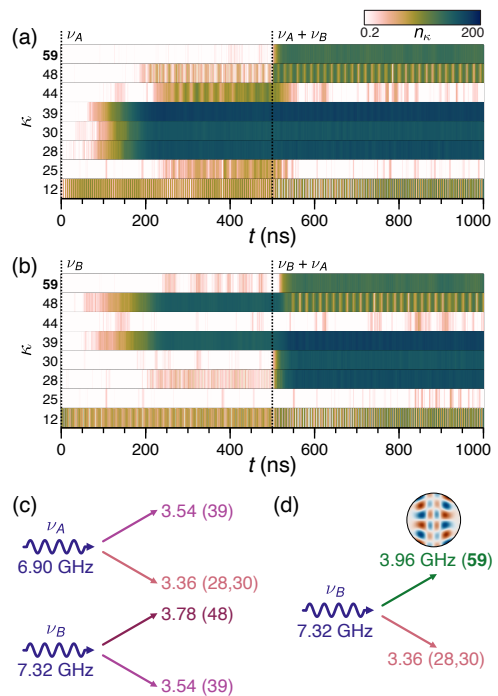 (a)
ν_A
ν_A + ν_B
0.2 n_κ 200
59
48
44
39
30
28
25
12
κ
0 200 400 600 800 1000
t (ns)
(b)
ν_B
ν_B + ν_A
59
48
44
39
30
28
25
12
κ
0 200 400 600 800 1000
t (ns)
(c)
ν_A
6.90 GHz
3.54 (39)
3.36 (28,30)
ν_B
7.32 GHz
3.78 (48)
3.54 (39)
(d)
3.96 GHz (59)
ν_B
7.32 GHz
3.36 (28,30)